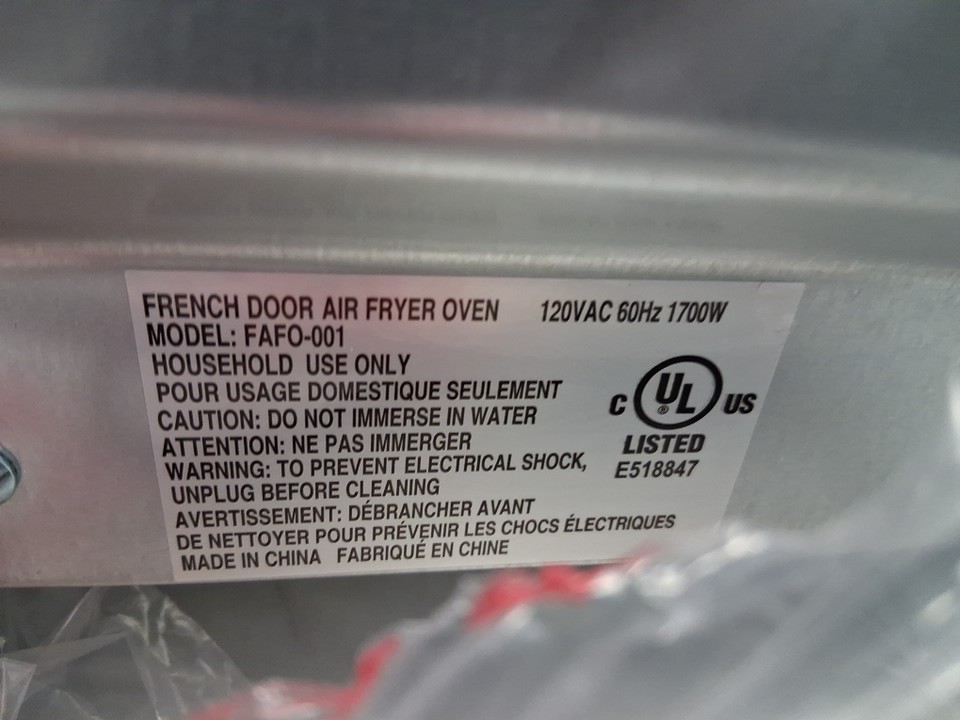 FRENCH DOOR AIR FRYER OVEN 120VAC 60Hz 1700W
MODEL: FAFO-001
HOUSEHOLD USE ONLY
POUR USAGE DOMESTIQUE SEULEMENT
CAUTION: DO NOT IMMERSE IN WATER
ATTENTION: NE PAS IMMERGER
WARNING: TO PREVENT ELECTRICAL SHOCK,
UNPLUG BEFORE CLEANING
AVERTISSEMENT: DÉBRANCHER AVANT
DE NETTOYER POUR PRÉVENIR LES CHOCS ÉLECTRIQUES
MADE IN CHINA FABRIQUÉ EN CHINE
C UL® US
LISTED
E518847